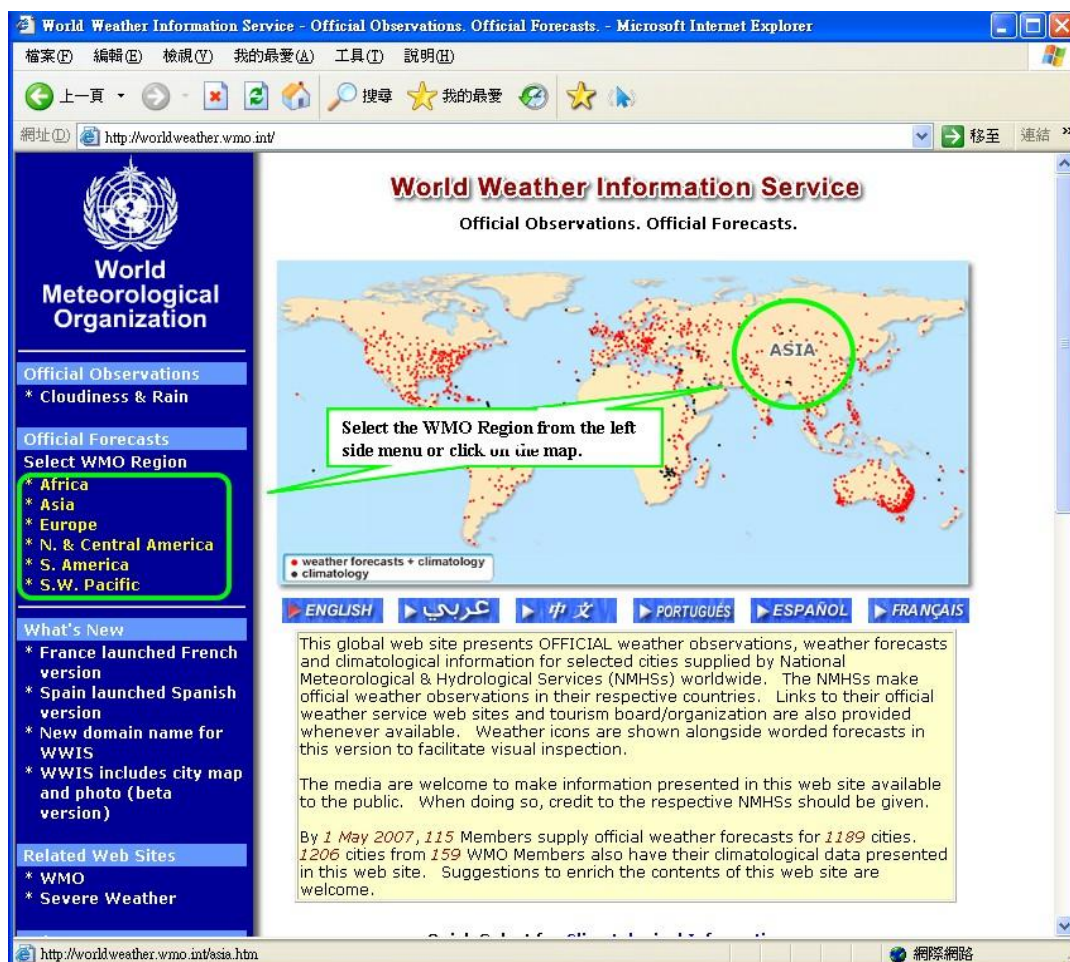 World Weather Information Service - Official Observations. Official Forecasts. - Microsoft Internet Explorer
檔案(F) 編輯(E) 檢視(V) 我的最愛(A) 工具(T) 說明(H)
上一頁 搜尋 我的最愛
網址(D) http://worldweather.wmo.int/ 移至 連結 »
World
Meteorological
Organization
Official Observations
* Cloudiness & Rain
Official Forecasts
Select WMO Region
* Africa
* Asia
* Europe
* N. & Central America
* S. America
* S.W. Pacific
What's New
* France launched French
version
* Spain launched Spanish
version
* New domain name for
WWIS
* WWIS includes city map
and photo (beta
version)
Related Web Sites
* WMO
* Severe Weather
World Weather Information Service
Official Observations. Official Forecasts.
ASIA
Select the WMO Region from the left
side menu or click on the map.
weather forecasts + climatology
climatology
ENGLISH عربي 中文 PORTUGUÊS ESPAÑOL FRANÇAIS
This global web site presents OFFICIAL weather observations, weather forecasts
and climatological information for selected cities supplied by National
Meteorological & Hydrological Services (NMHSs) worldwide. The NMHSs make
official weather observations in their respective countries. Links to their official
weather service web sites and tourism board/organization are also provided
whenever available. Weather icons are shown alongside worded forecasts in
this version to facilitate visual inspection.
The media are welcome to make information presented in this web site available
to the public. When doing so, credit to the respective NMHSs should be given.
By 1 May 2007, 115 Members supply official weather forecasts for 1189 cities.
1206 cities from 159 WMO Members also have their climatological data presented
in this web site. Suggestions to enrich the contents of this web site are
welcome.
http://worldweather.wmo.int/asia.htm 網際網路